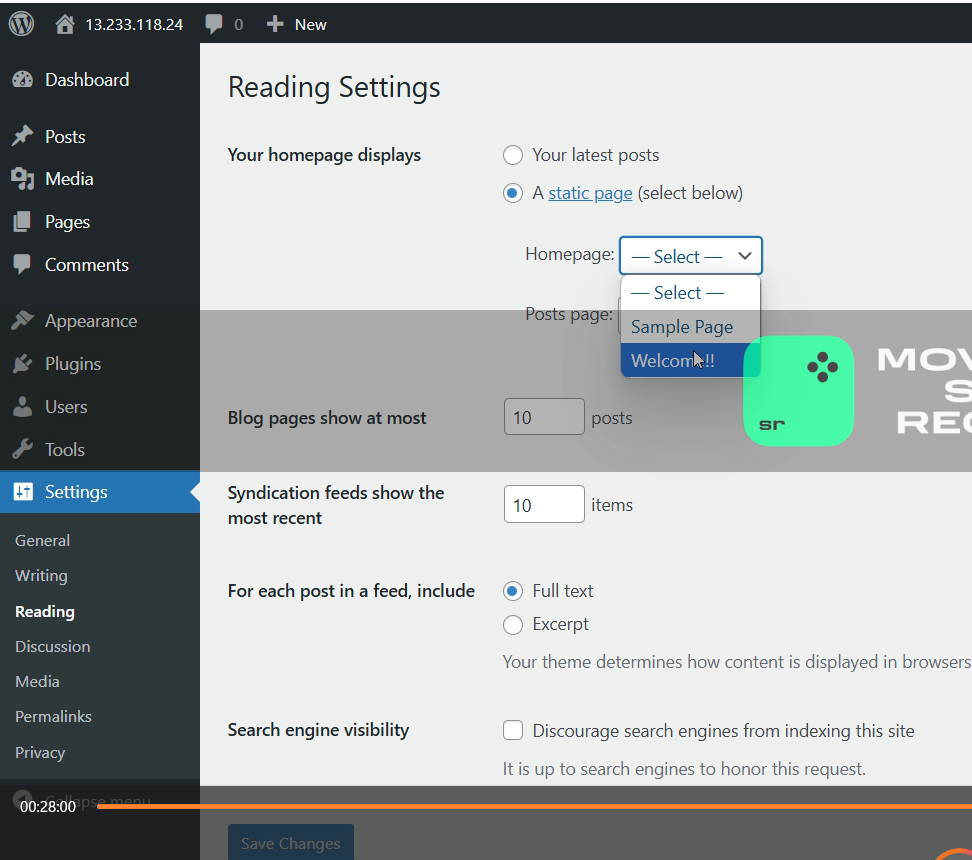 13.233.118.24 0 New
Dashboard
Posts
Media
Pages
Comments
Appearance
Plugins
Users
Tools
Settings
General
Writing
Reading
Discussion
Media
Permalinks
Privacy
Collapse menu
00:28:00
Reading Settings
Your homepage displays
Your latest posts
A static page (select below)
Homepage: — Select —
— Select —
Sample Page
Posts page:
Blog pages show at most 10 posts
sr
Syndication feeds show the
most recent
10 items
For each post in a feed, include
Full text
Excerpt
Your theme determines how content is displayed in browsers
Search engine visibility
Discourage search engines from indexing this site
It is up to search engines to honor this request.
Save Changes